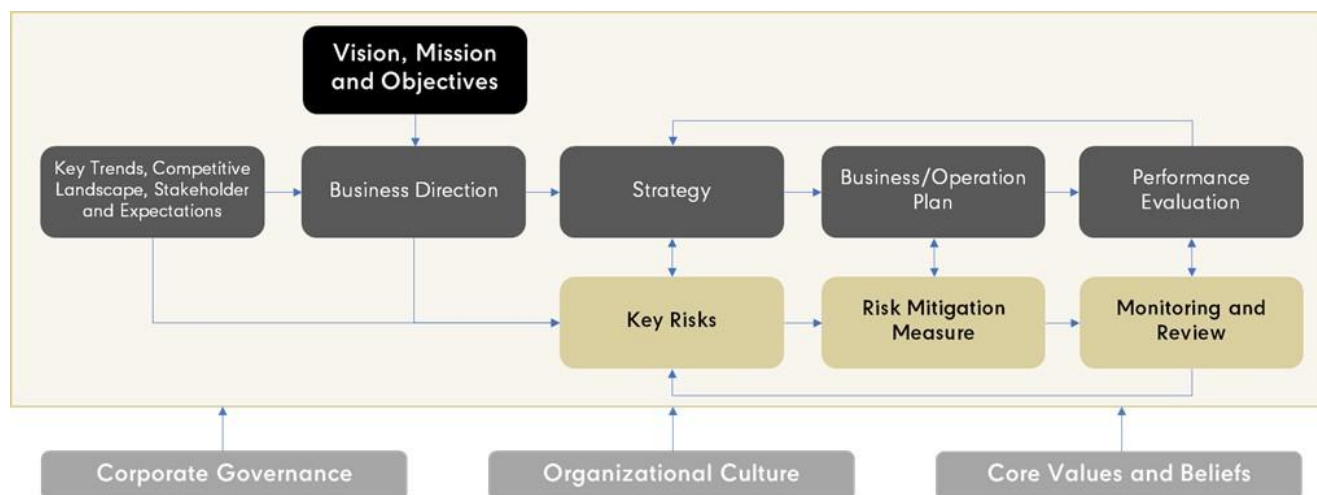 Vision, Mission
and Objectives
Key Trends, Competitive
Landscape, Stakeholder
and Expectations
Business Direction
Strategy
Business/Operation
Plan
Performance
Evaluation
Key Risks
Risk Mitigation
Measure
Monitoring and
Review
Corporate Governance
Organizational Culture
Core Values and Beliefs